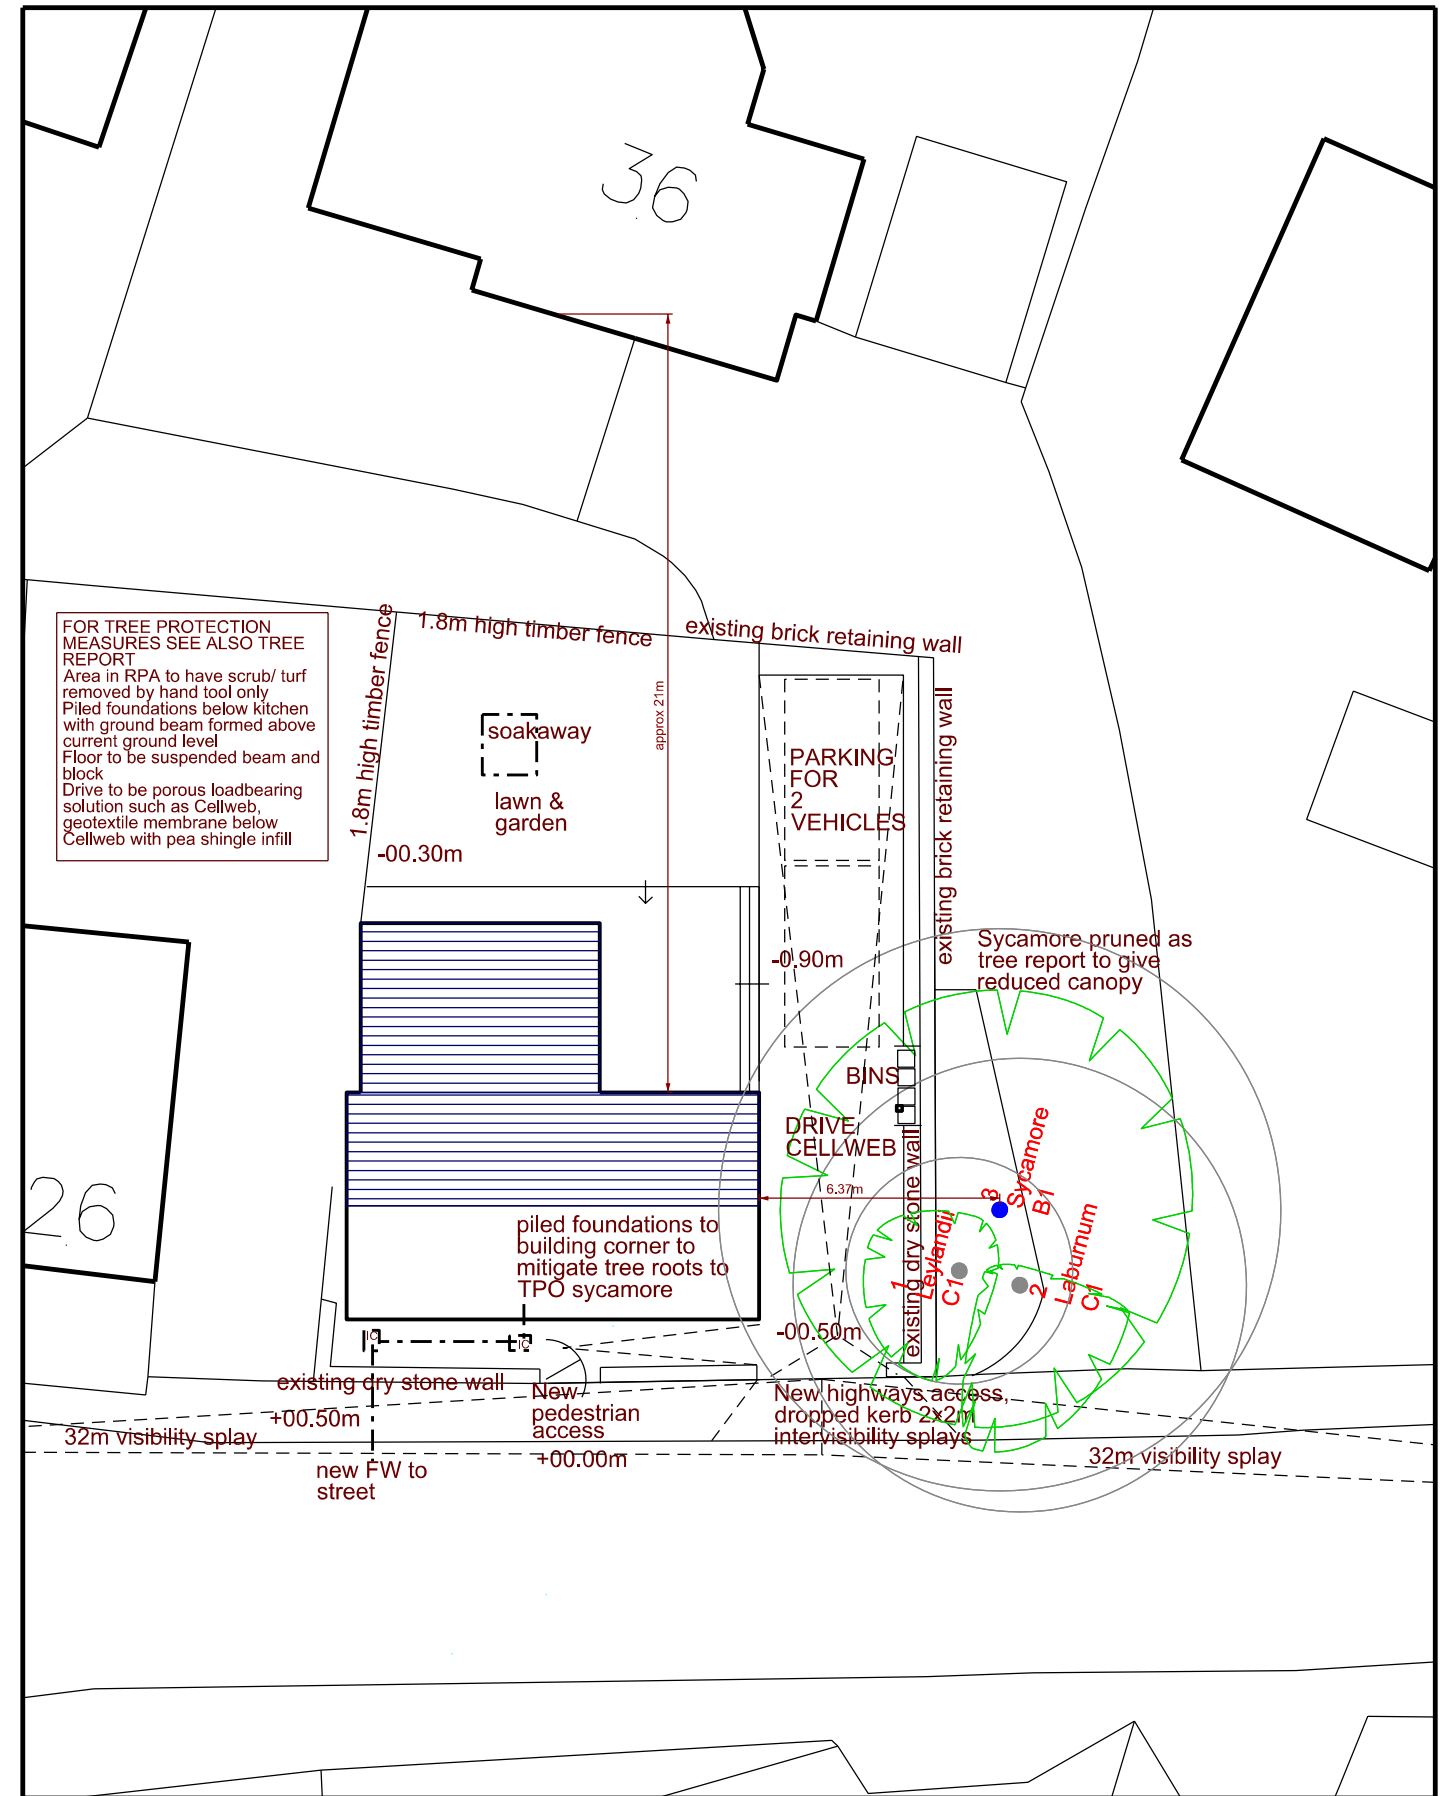 36
1.8m high timber fence
existing brick retaining wall
FOR TREE PROTECTION
MEASURES SEE ALSO TREE
REPORT
Area in RPA to have scrub/ turf
removed by hand tool only
Piled foundations below kitchen
with ground beam formed above
current ground level
Floor to be suspended beam and
block
Drive to be porous loadbearing
solution such as Cellweb,
geotextile membrane below
Cellweb with pea shingle infill
1.8m high timber fence
soakaway
lawn &
garden
-00.30m
approx 21m
PARKING
FOR
2
VEHICLES
existing brick retaining wall
-0.90m
Sycamore pruned as
tree report to give
reduced canopy
BINS
DRIVE
CELLWEB
6.37m
existing dry stone wall
3
Sycamore
B1
1
Leylandii
C1
2
Laburnum
C1
26
piled foundations to
building corner to
mitigate tree roots to
TPO sycamore
-00.50m
IC
IC
existing dry stone wall
+00.50m
New
pedestrian
access
+00.00m
New highways access,
dropped kerb 2x2m
intervisibility splays
32m visibility splay
32m visibility splay
new FW to
street